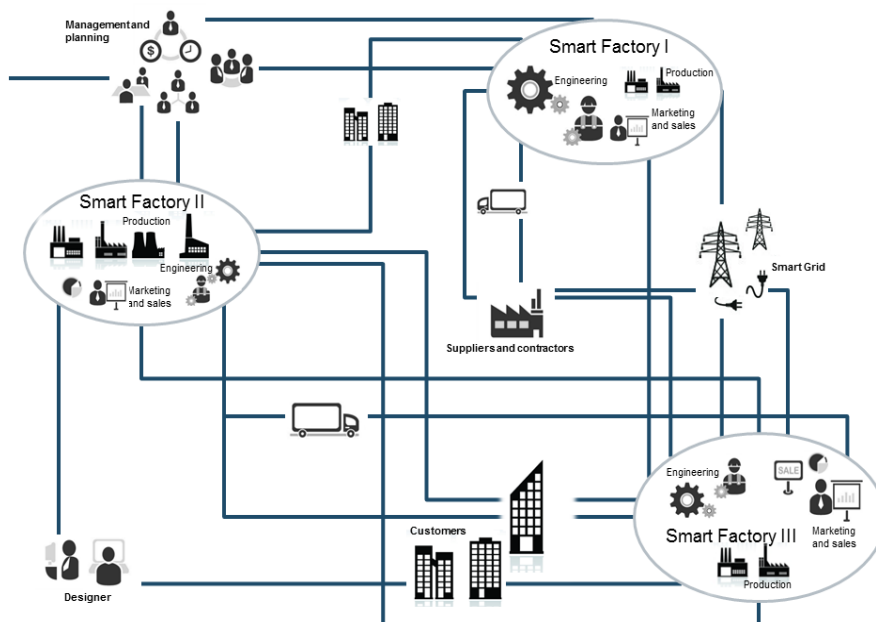 Management and
planning
$
Smart Factory I
Engineering
Production
Marketing
and sales
Smart Factory II
Production
Engineering
Marketing
and sales
Smart Grid
Suppliers and contractors
Engineering
SALE
Marketing
and sales
Smart Factory III
Production
Customers
Designer